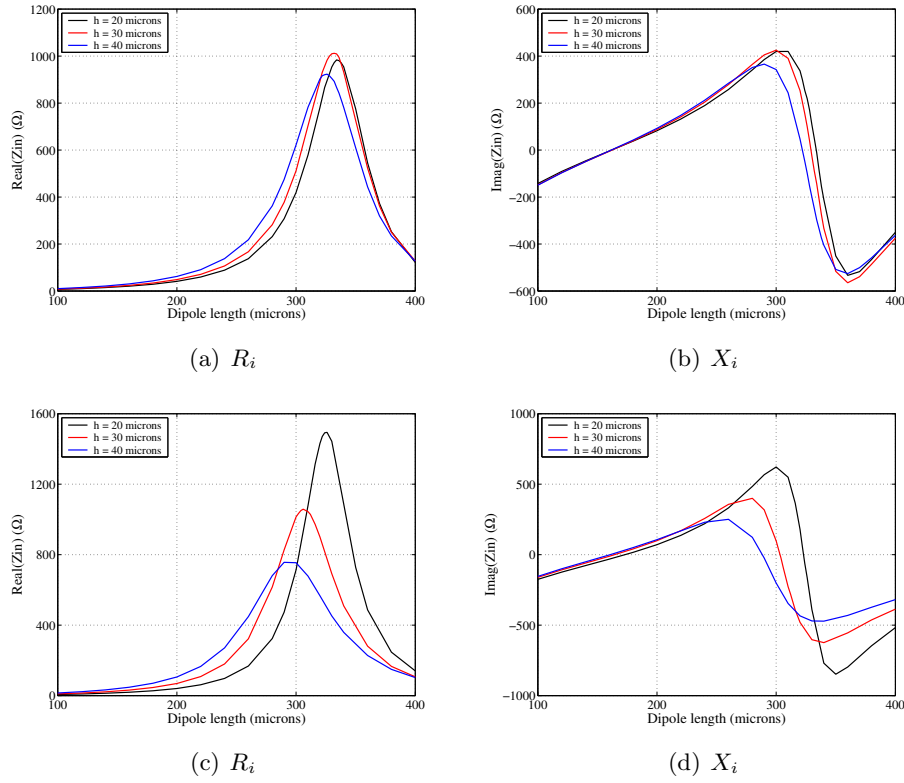 h = 20 microns
h = 30 microns
h = 40 microns
1200
1000
800
600
400
200
0
Real(Zin) (Ω)
100 200 300 400
Dipole length (microns)
(a) R_i
h = 20 microns
h = 30 microns
h = 40 microns
600
400
200
0
−200
−400
−600
Imag(Zin) (Ω)
100 200 300 400
Dipole length (microns)
(b) X_i
h = 20 microns
h = 30 microns
h = 40 microns
1600
1200
800
400
0
Real(Zin) (Ω)
100 200 300 400
Dipole length (microns)
(c) R_i
h = 20 microns
h = 30 microns
h = 40 microns
1000
500
0
−500
−1000
Imag(Zin) (Ω)
100 200 300 400
Dipole length (microns)
(d) X_i